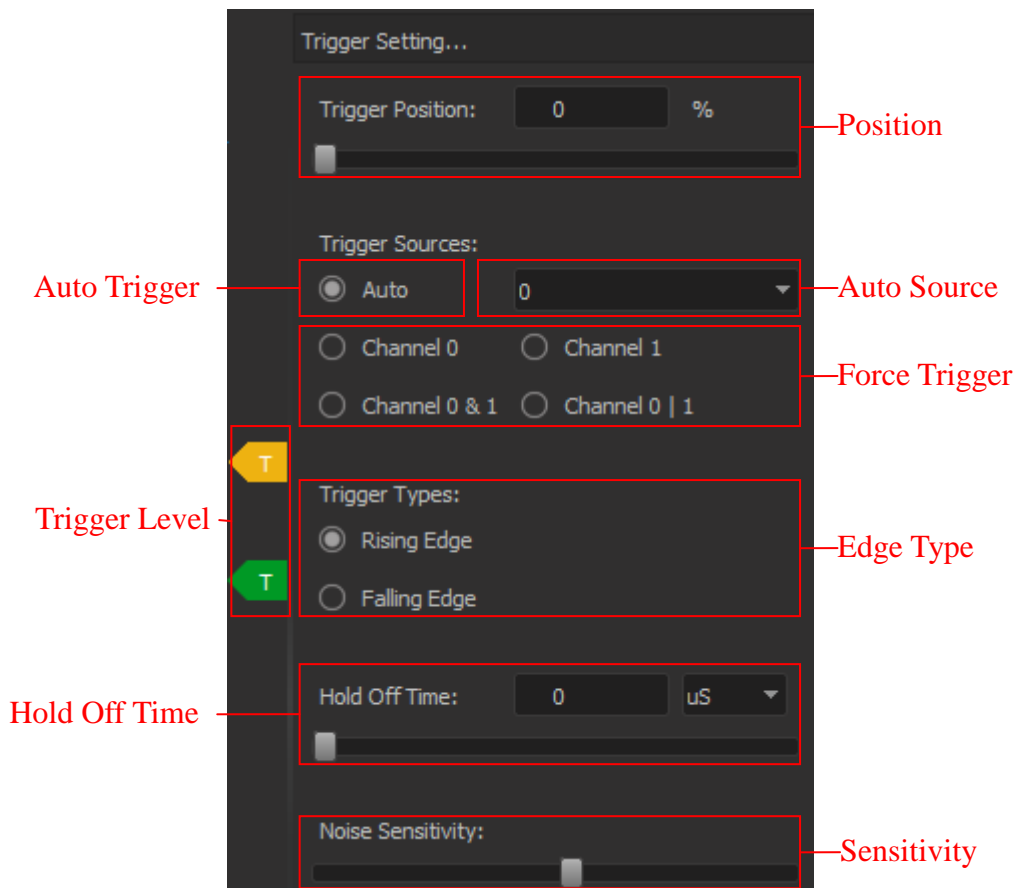 Trigger Setting...
Trigger Position: 0 %
Position
Trigger Sources:
Auto Trigger
Auto 0
Auto Source
Channel 0 Channel 1
Force Trigger
Channel 0 & 1 Channel 0 | 1
T
Trigger Types:
Trigger Level
Rising Edge
Edge Type
T
Falling Edge
Hold Off Time: 0 uS
Hold Off Time
Noise Sensitivity:
Sensitivity